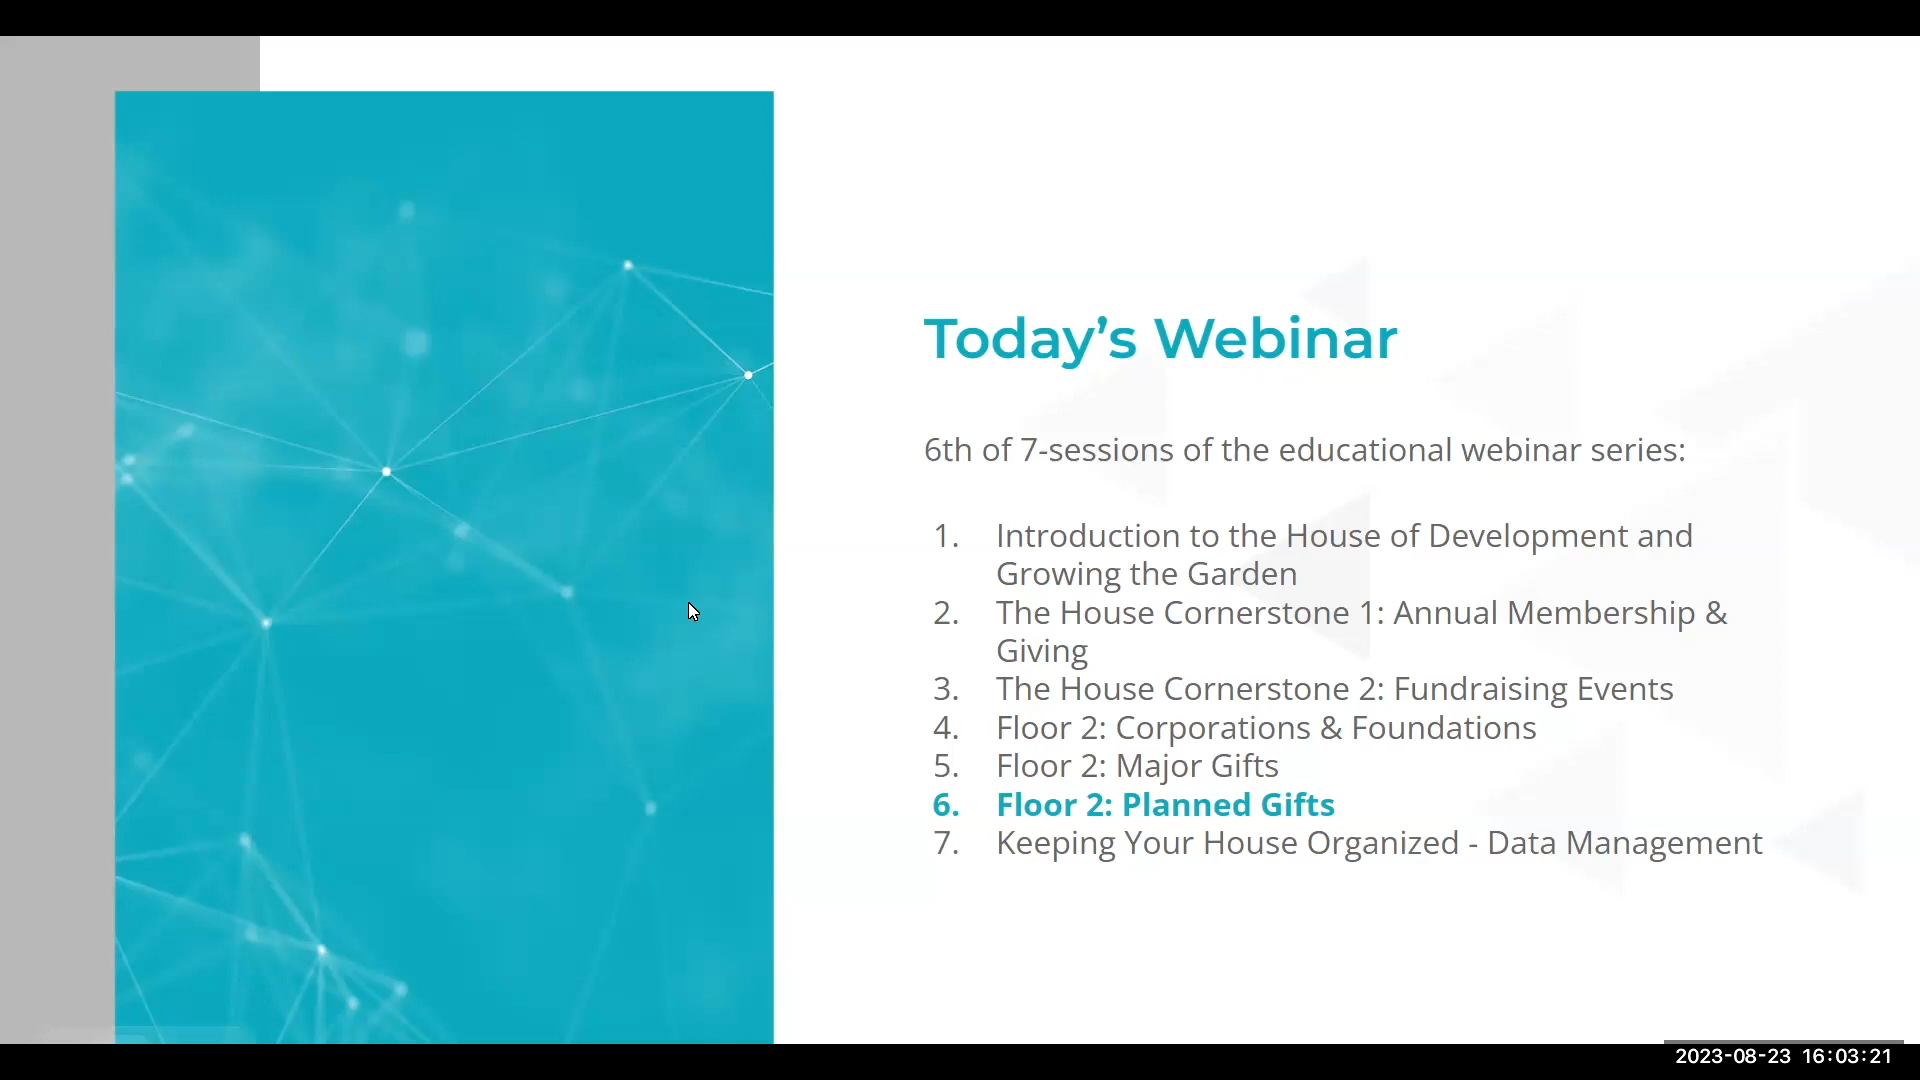 Today’s Webinar
6th of 7-sessions of the educational webinar series:
1. Introduction to the House of Development and
Growing the Garden
2. The House Cornerstone 1: Annual Membership &
Giving
3. The House Cornerstone 2: Fundraising Events
4. Floor 2: Corporations & Foundations
5. Floor 2: Major Gifts
6. Floor 2: Planned Gifts
7. Keeping Your House Organized - Data Management
2023-08-23 16:03:21